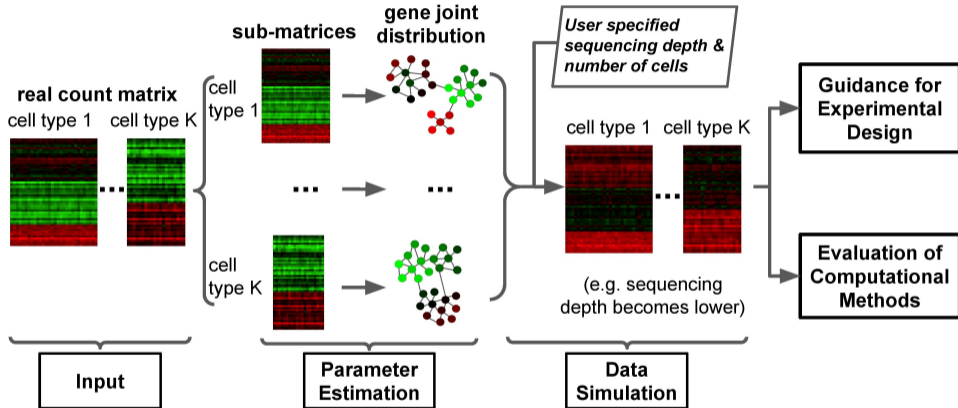 real count matrix
cell type 1
cell type K
...
sub-matrices
cell
type 1
...
cell
type K
gene joint
distribution
...
User specified
sequencing depth &
number of cells
cell type 1
cell type K
...
(e.g. sequencing
depth becomes lower)
Guidance for
Experimental
Design
Evaluation of
Computational
Methods
Input
Parameter
Estimation
Data
Simulation